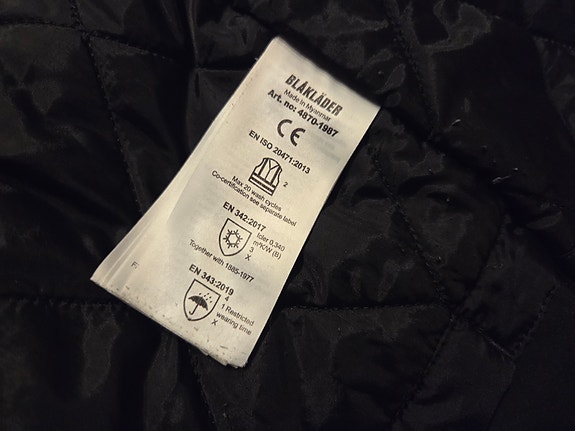 BLÅKLÄDER
Made in Myanmar
Art. no: 4870-1987
CE
EN ISO 20471:2013
2
Max 20 wash cycles
Co-certification see separate label
EN 342:2017
Icler 0,340
m²K/W (B)
3
X
Together with 1885-1977
EN 343:2019
4
1 Restricted
wearing time
X